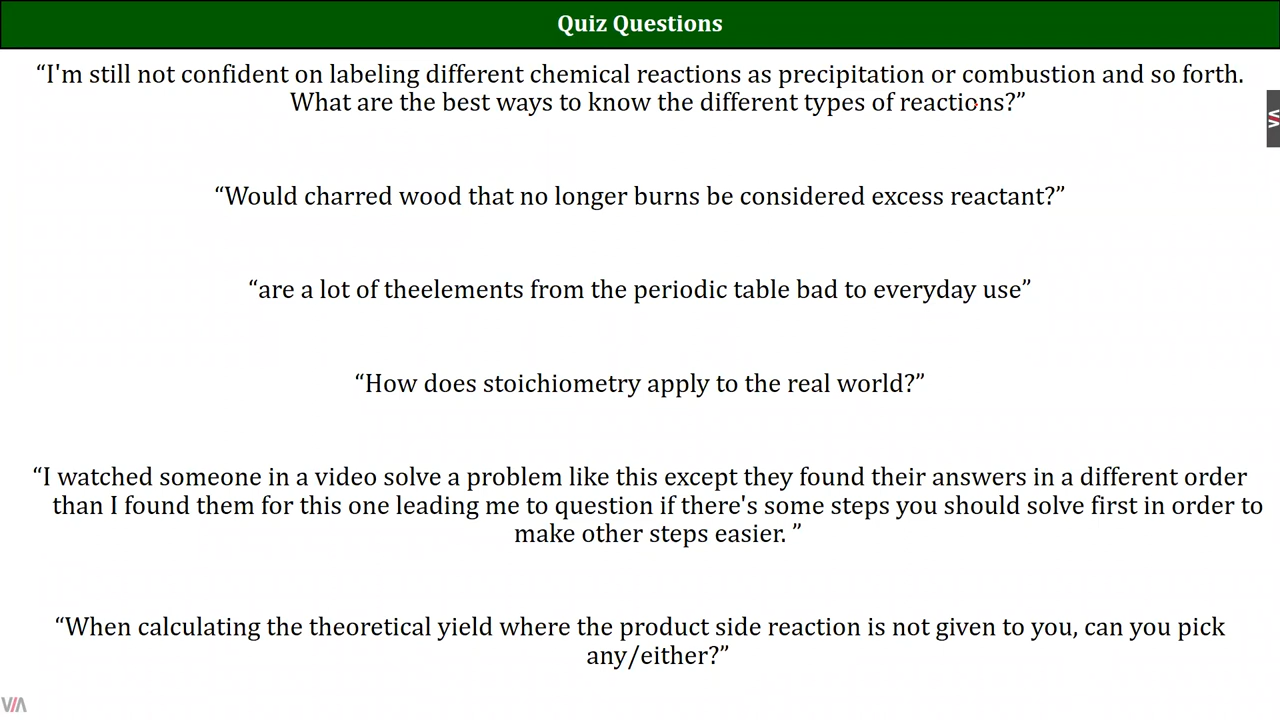 Quiz Questions
“I'm still not confident on labeling different chemical reactions as precipitation or combustion and so forth.
What are the best ways to know the different types of reactions?”
“Would charred wood that no longer burns be considered excess reactant?”
“are a lot of theelements from the periodic table bad to everyday use”
“How does stoichiometry apply to the real world?”
“I watched someone in a video solve a problem like this except they found their answers in a different order
than I found them for this one leading me to question if there's some steps you should solve first in order to
make other steps easier. ”
“When calculating the theoretical yield where the product side reaction is not given to you, can you pick
any/either?”
VIA
VIA